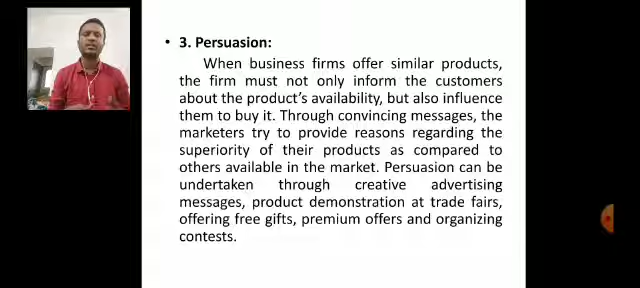 • 3. Persuasion:
When business firms offer similar products,
the firm must not only inform the customers
about the product's availability, but also influence
them to buy it. Through convincing messages, the
marketers try to provide reasons regarding the
superiority of their products as compared to
others available in the market. Persuasion can be
undertaken through creative advertising
messages, product demonstration at trade fairs,
offering free gifts, premium offers and organizing
contests.